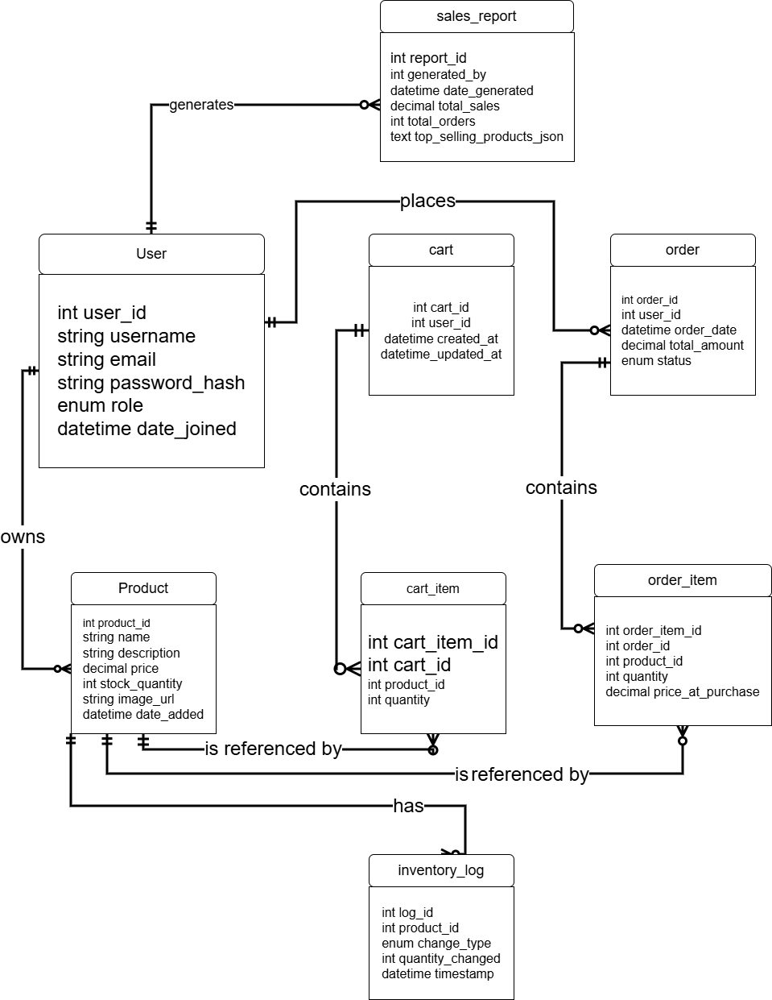 sales_report
int report_id
int generated_by
datetime date_generated
decimal total_sales
int total_orders
text top_selling_products_json
generates
places
User
int user_id
string username
string email
string password_hash
enum role
datetime date_joined
cart
int cart_id
int user_id
datetime created_at
datetime_updated_at
order
int order_id
int user_id
datetime order_date
decimal total_amount
enum status
contains
contains
owns
Product
int product_id
string name
string description
decimal price
int stock_quantity
string image_url
datetime date_added
cart_item
int cart_item_id
int cart_id
int product_id
int quantity
order_item
int order_item_id
int order_id
int product_id
int quantity
decimal price_at_purchase
is referenced by
is referenced by
has
inventory_log
int log_id
int product_id
enum change_type
int quantity_changed
datetime timestamp